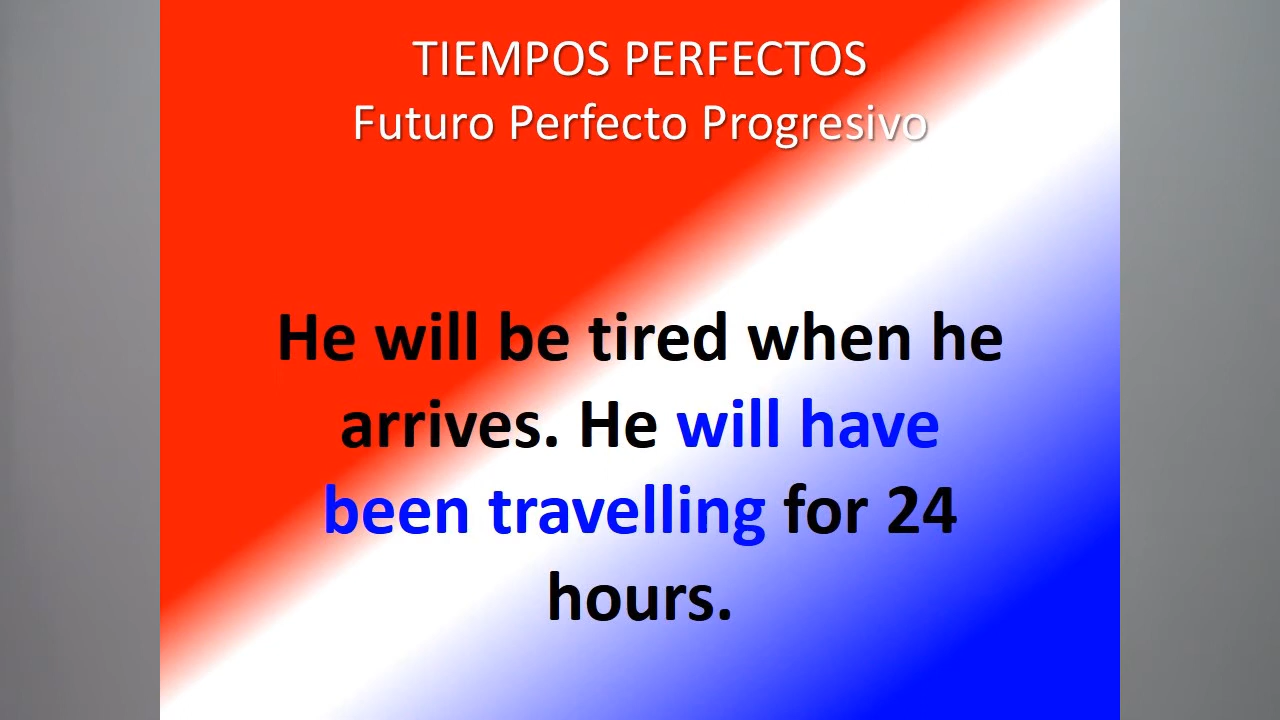 TIEMPOS PERFECTOS
Futuro Perfecto Progresivo
He will be tired when he
arrives. He will have
been travelling for 24
hours.